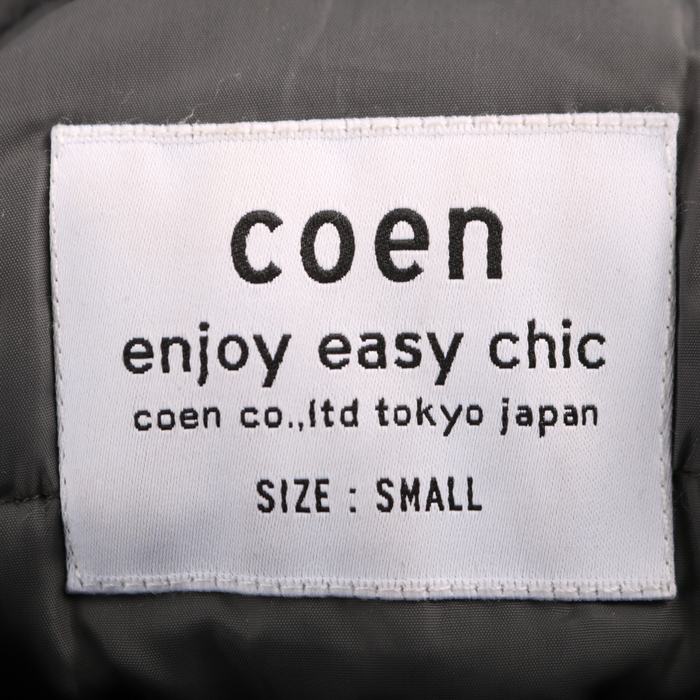 coen
enjoy easy chic
coen co.,ltd tokyo japan
SIZE : SMALL